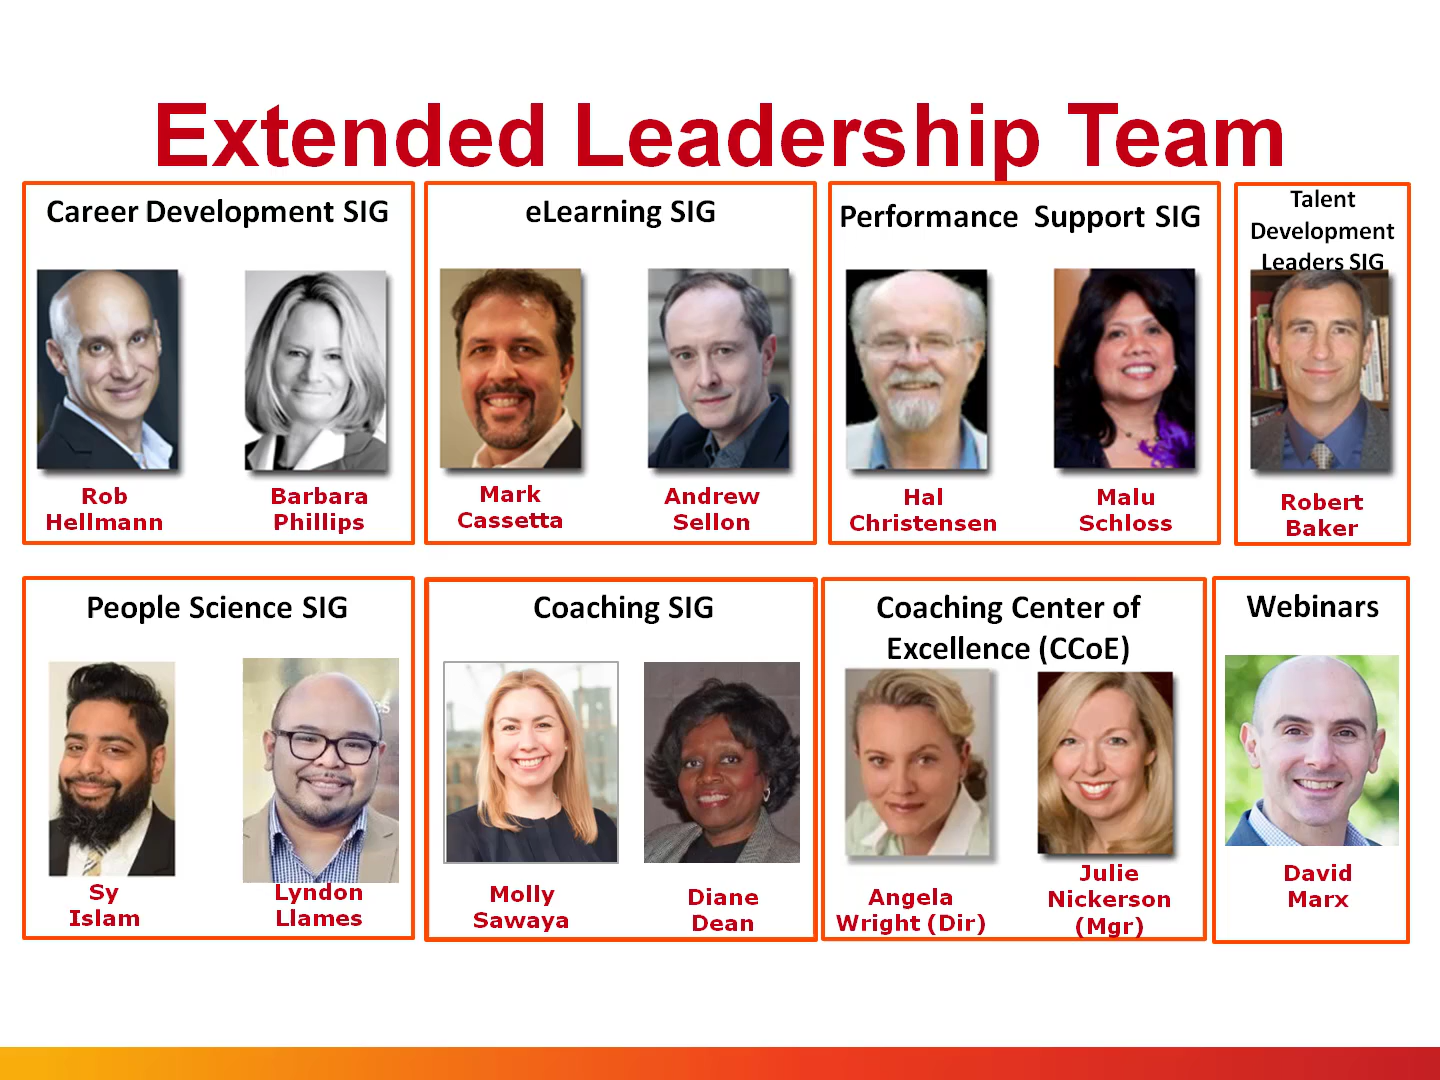 Extended Leadership Team
Career Development SIG
Rob
Hellmann
Barbara
Phillips
eLearning SIG
Mark
Cassetta
Andrew
Sellon
Performance Support SIG
Hal
Christensen
Malu
Schloss
Talent
Development
Leaders SIG
Robert
Baker
People Science SIG
Sy
Islam
Lyndon
Llames
Coaching SIG
Molly
Sawaya
Diane
Dean
Coaching Center of
Excellence (CCoE)
Angela
Wright (Dir)
Julie
Nickerson
(Mgr)
Webinars
David
Marx